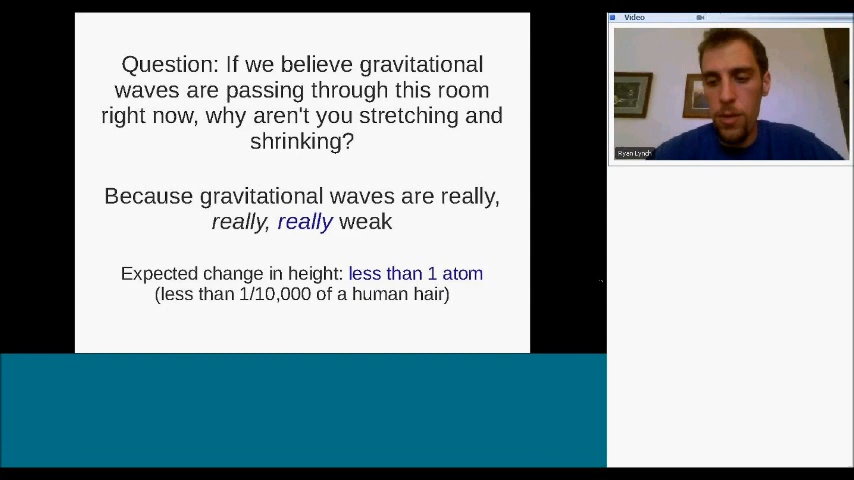 Question: If we believe gravitational
waves are passing through this room
right now, why aren't you stretching and
shrinking?
Because gravitational waves are really,
really, really weak
Expected change in height: less than 1 atom
(less than 1/10,000 of a human hair)
Video
Ryan Lynch